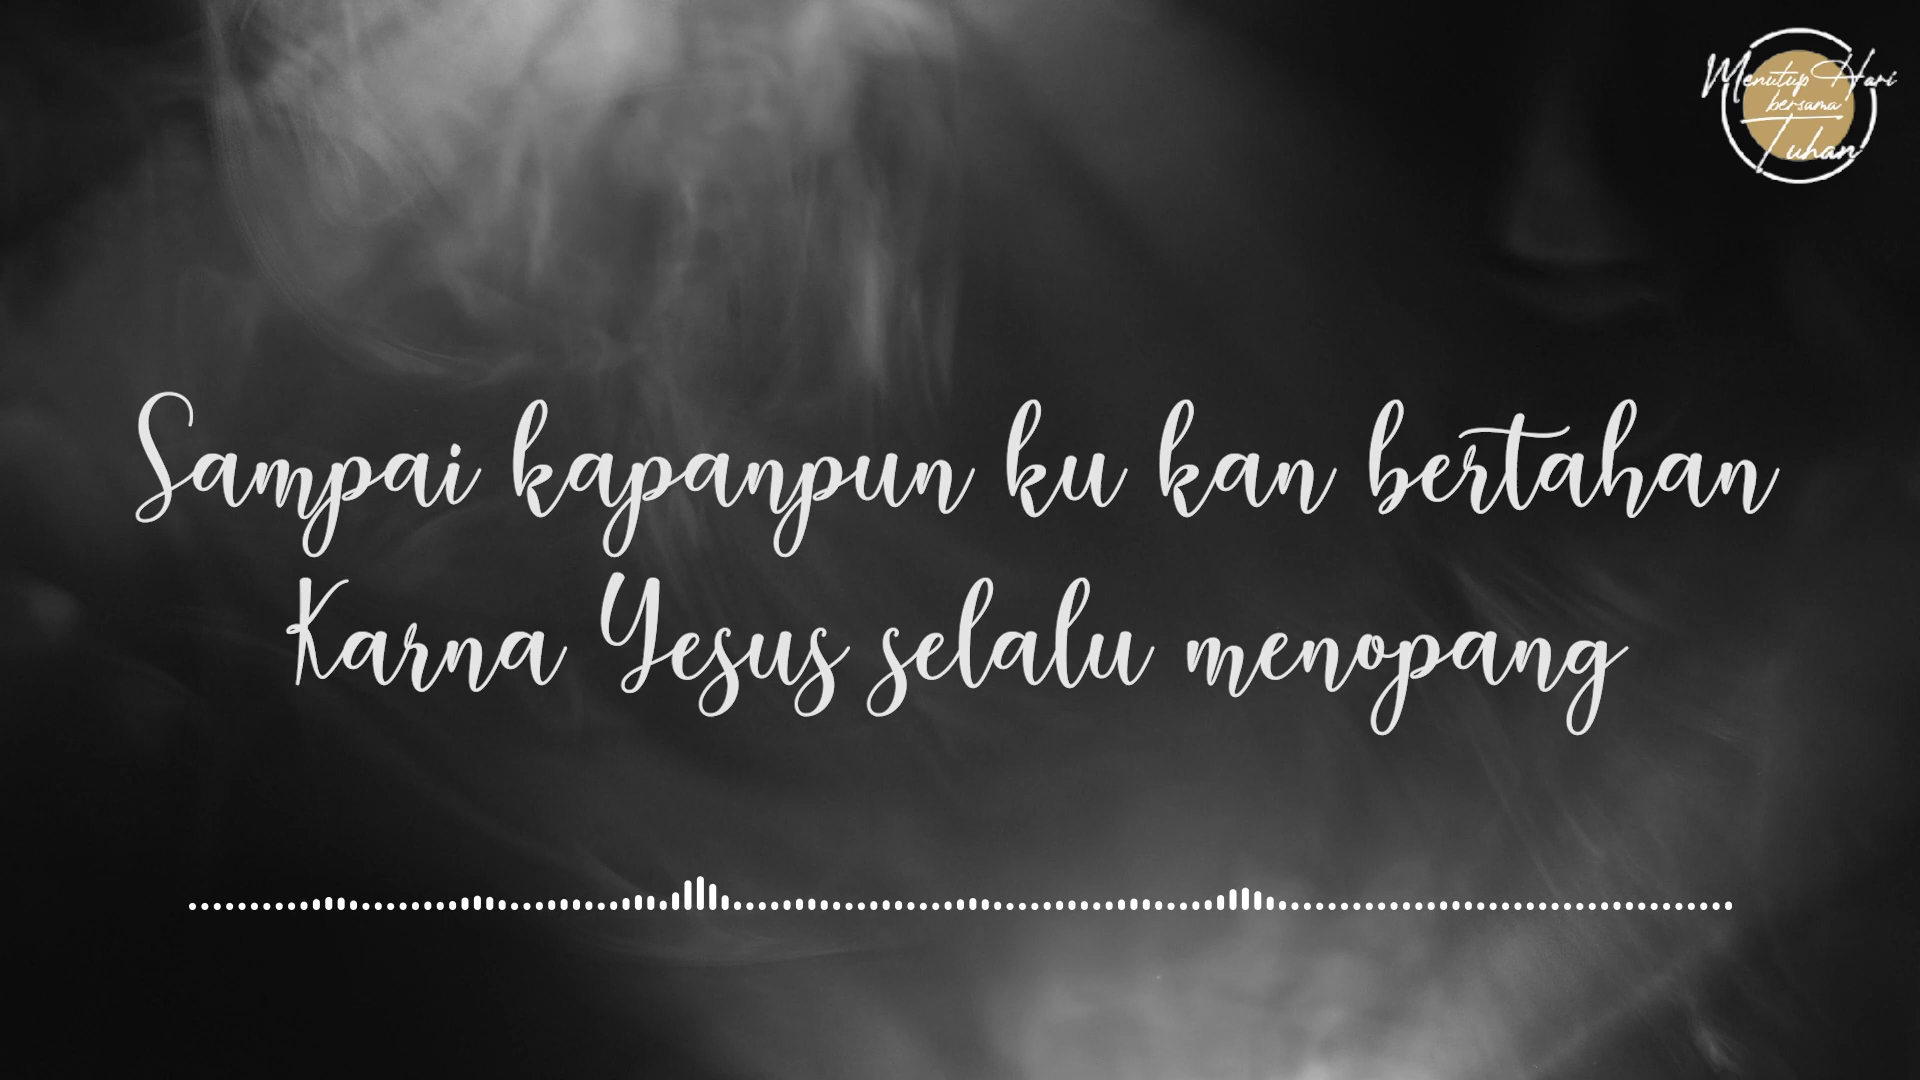 Menutup Hari
bersama
Tuhan
Sampai kapanpun ku kan bertahan
Karna Yesus selalu menopang